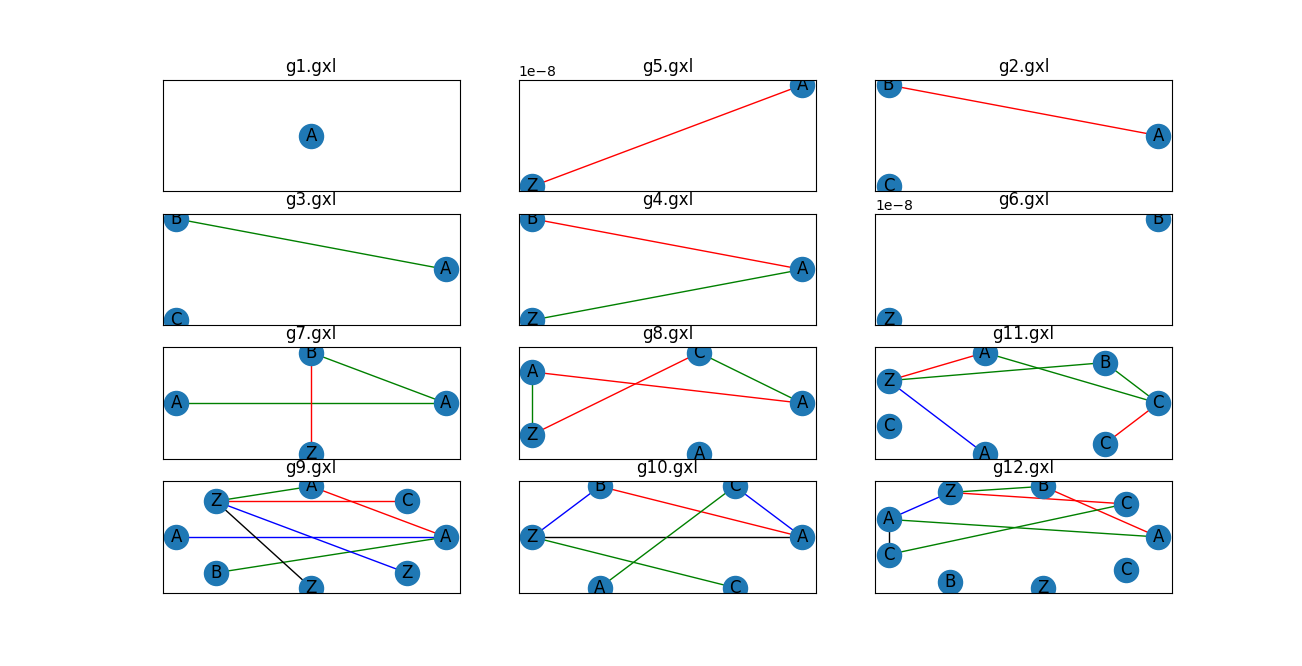 g1.gxl
A
1e−8
g5.gxl
A
Z
g2.gxl
B
A
C
g3.gxl
B
A
C
g4.gxl
B
A
Z
1e−8
g6.gxl
B
Z
g7.gxl
B
A
A
Z
g8.gxl
C
A
A
Z
A
g11.gxl
A
B
Z
C
C
C
A
g9.gxl
A
Z
C
A
A
B
Z
Z
g10.gxl
B
C
Z
A
A
C
g12.gxl
Z
B
C
A
A
C
C
B
Z